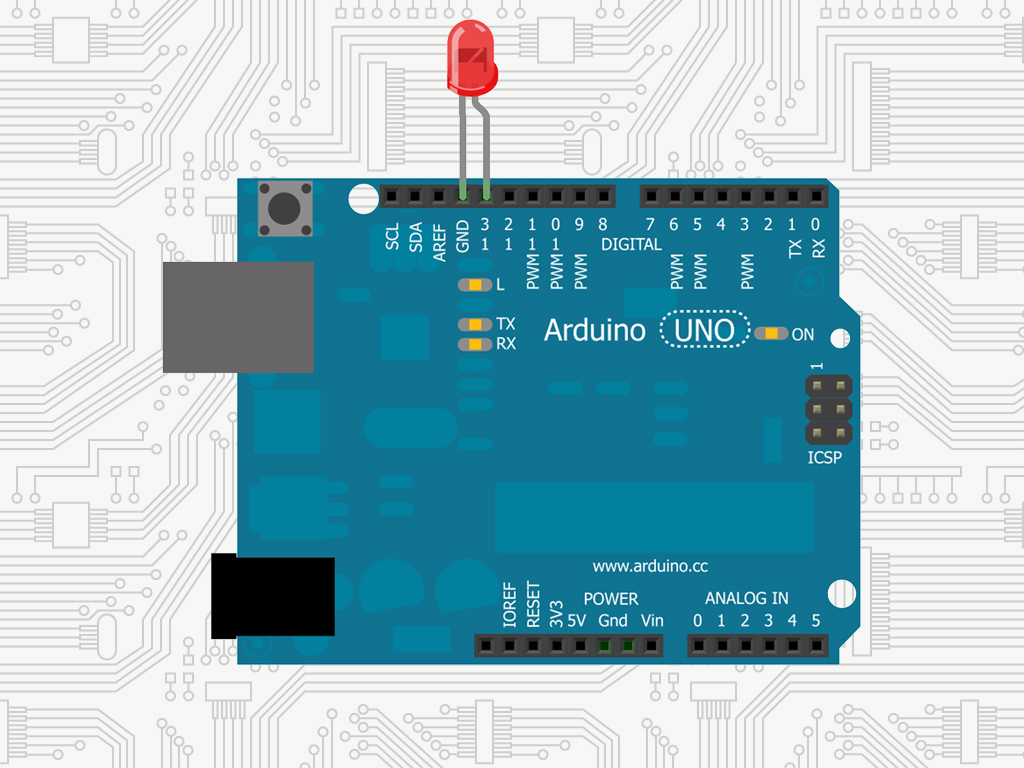 SCL SDA AREF GND 13 12 PWM 11 PWM 10 PWM 9 8
7 PWM 6 PWM 5 4 PWM 3 2 TX 1 RX 0
DIGITAL
L
TX
RX
Arduino UNO
ON
1
ICSP
www.arduino.cc
POWER
ANALOG IN
IOREF RESET 3V3 5V Gnd Vin
0 1 2 3 4 5